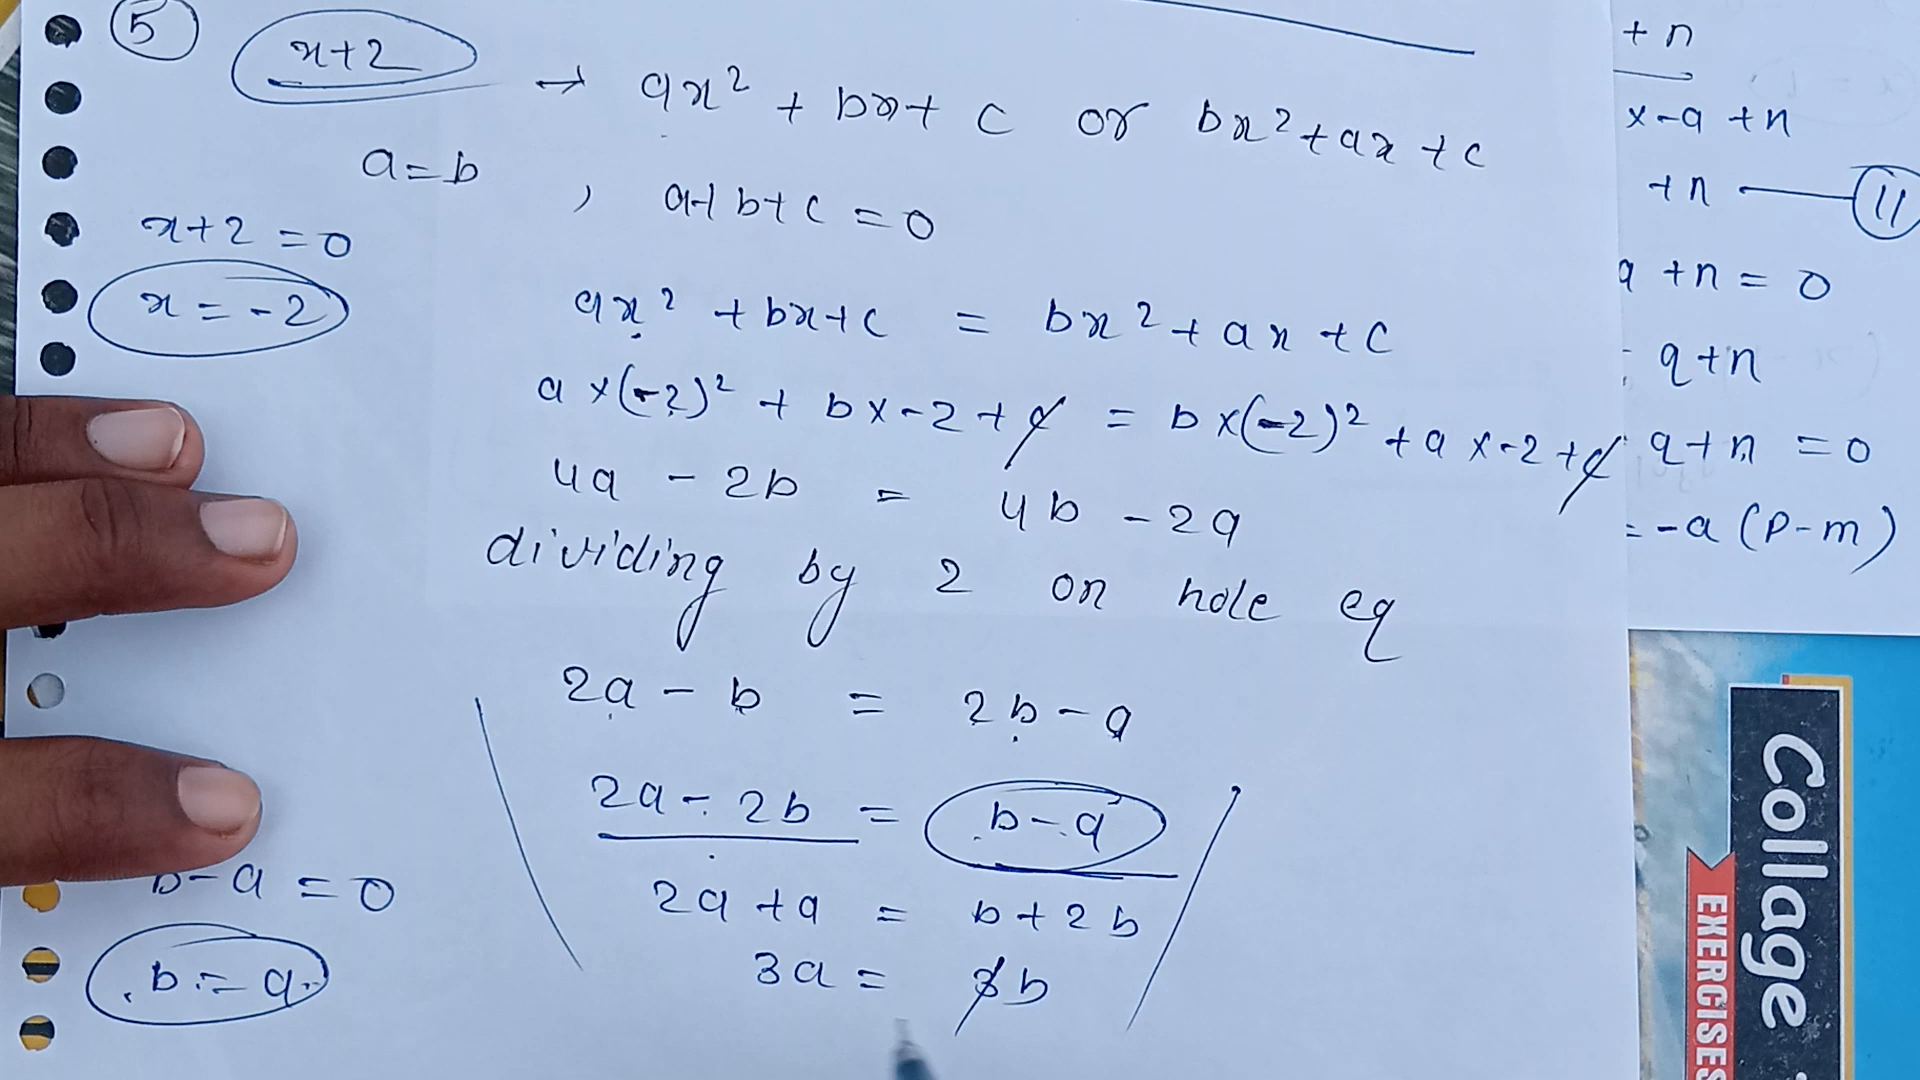 5
x+2 → ax² + bx + c or bx² + ax + c
a = b , a+b+c = 0
x+2 = 0
x = -2
ax² + bx + c = bx² + ax + c
a × (-2)² + b × -2 + c = b × (-2)² + a × -2 + c
4a - 2b = 4b - 2a
dividing by 2 on hole eq
2a - b = 2b - a
2a - 2b = b - a
2a + a = b + 2b
3a = 3b
b - a = 0
b = a
+ n
x-a +n
+n — 11
a +n = 0
= a+n
a+n = 0
= -a (p-m)
Collage
EXERCISES